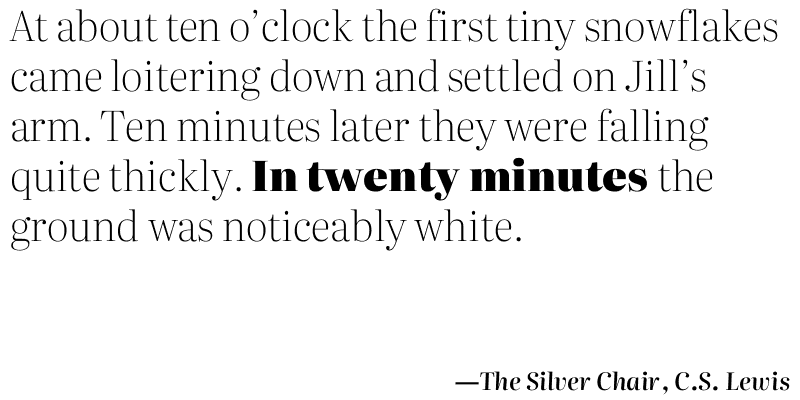 At about ten o’clock the first tiny snowflakes
came loitering down and settled on Jill’s
arm. Ten minutes later they were falling
quite thickly. In twenty minutes the
ground was noticeably white.
—The Silver Chair, C.S. Lewis